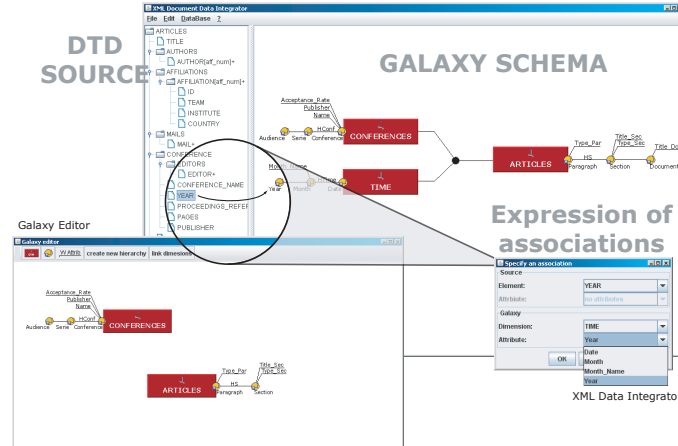 XML Document Data Integrator
File Edit DataBase ?
DTD
SOURCE
ARTICLES
TITLE
AUTHORS
AUTHOR[aff_num]+
AFFILIATIONS
AFFILIATION[aff_num]+
ID
TEAM
INSTITUTE
COUNTRY
MAILS
MAIL+
CONFERENCE
EDITORS
EDITOR+
CONFERENCE_NAME
YEAR
PROCEEDINGS_REFER
PAGES
PUBLISHER
GALAXY SCHEMA
Acceptance_Rate
Publisher
Name
HConf
Audience Serie Conference
CONFERENCES
Month_Name
Year Month Date
TIME
ARTICLES
Type_Par
HS
Paragraph
Title_Sec
Type_Sec
Section
Title_Do
Document
Expression of
associations
Galaxy Editor
Galaxy editor
W-Attrib. create new hierarchy link dimesions
Acceptance_Rate
Publisher
Name
HConf
Audience Serie Conference
CONFERENCES
ARTICLES
Type_Par
HS
Paragraph
Title_Sec
Type_Sec
Section
Specify an association
Source
Element: YEAR
Attribute: no attributes
Galaxy
Dimension: TIME
Attribute: Year
Date
Month
Month_Name
Year
OK
XML Data Integrato